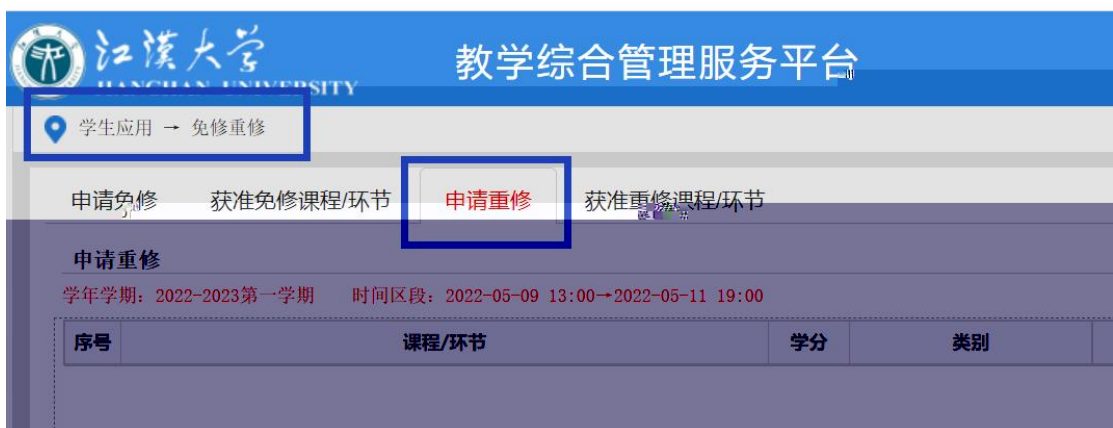 江漢大学
JIANGHAN UNIVERSITY
教学综合管理服务平台
学生应用 → 免修重修
申请免修 获准免修课程/环节 申请重修 获准重修课程/环节
申请重修
学年学期：2022-2023第一学期 时间区段：2022-05-09 13:00→2022-05-11 19:00
序号 课程/环节 学分 类别